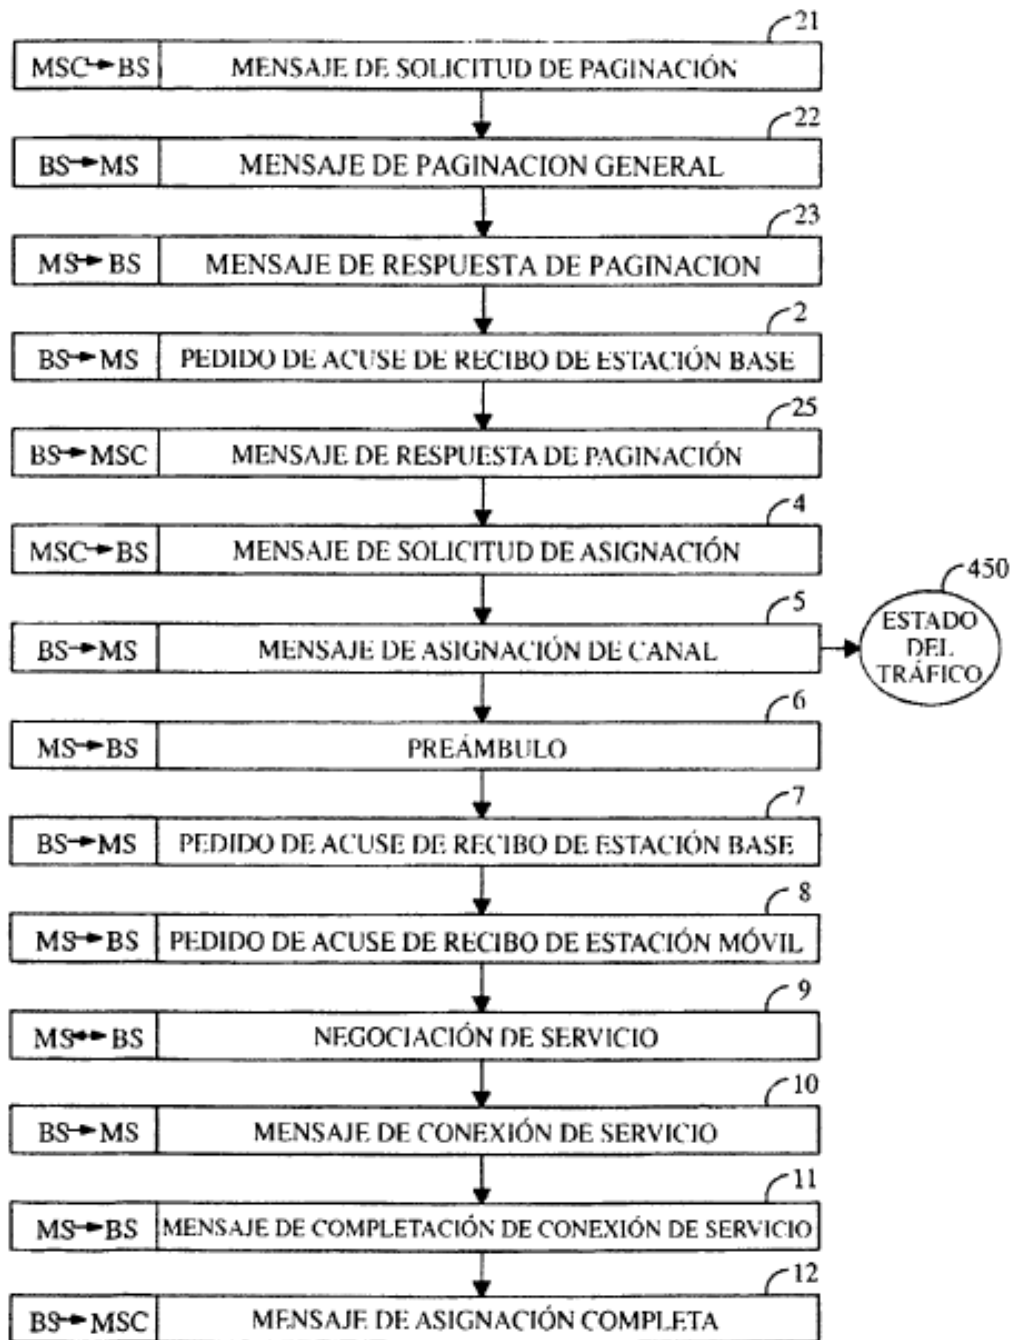 21
MSC→BS MENSAJE DE SOLICITUD DE PAGINACIÓN
22
BS→MS MENSAJE DE PAGINACION GENERAL
23
MS→BS MENSAJE DE RESPUESTA DE PAGINACION
2
BS→MS PEDIDO DE ACUSE DE RECIBO DE ESTACIÓN BASE
25
BS→MSC MENSAJE DE RESPUESTA DE PAGINACIÓN
4
MSC→BS MENSAJE DE SOLICITUD DE ASIGNACIÓN
5
BS→MS MENSAJE DE ASIGNACIÓN DE CANAL
450
ESTADO
DEL
TRÁFICO
6
MS→BS PREÁMBULO
7
BS→MS PEDIDO DE ACUSE DE RECIBO DE ESTACIÓN BASE
8
MS→BS PEDIDO DE ACUSE DE RECIBO DE ESTACIÓN MÓVIL
9
MS↔BS NEGOCIACIÓN DE SERVICIO
10
BS→MS MENSAJE DE CONEXIÓN DE SERVICIO
11
MS→BS MENSAJE DE COMPLETACIÓN DE CONEXIÓN DE SERVICIO
12
BS→MSC MENSAJE DE ASIGNACIÓN COMPLETA